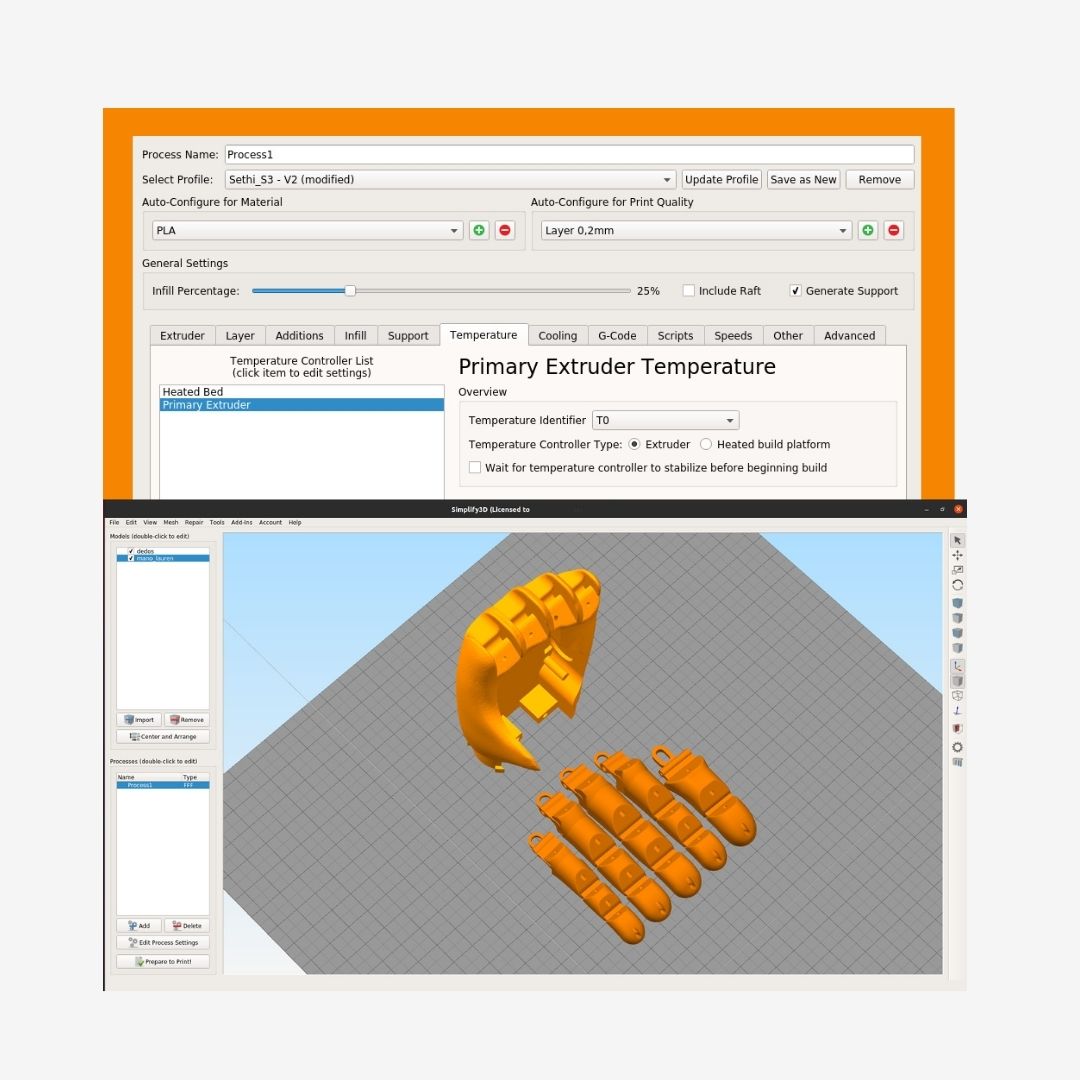 Process Name: Process1
Select Profile: Sethi_S3 - V2 (modified) Update Profile Save as New Remove
Auto-Configure for Material Auto-Configure for Print Quality
PLA Layer 0,2mm
General Settings
Infill Percentage: 25% Include Raft Generate Support
Extruder Layer Additions Infill Support Temperature Cooling G-Code Scripts Speeds Other Advanced
Temperature Controller List
(click item to edit settings)
Heated Bed
Primary Extruder
Primary Extruder Temperature
Overview
Temperature Identifier T0
Temperature Controller Type: Extruder Heated build platform
Wait for temperature controller to stabilize before beginning build
Simplify3D (Licensed to
File Edit View Mesh Repair Tools Add-Ins Account Help
Models (double-click to edit)
dedos
mano_lauren
Import Remove
Center and Arrange
Processes (double-click to edit)
Name Type
Process1 FFF
Add Delete
Edit Process Settings
Prepare to Print!